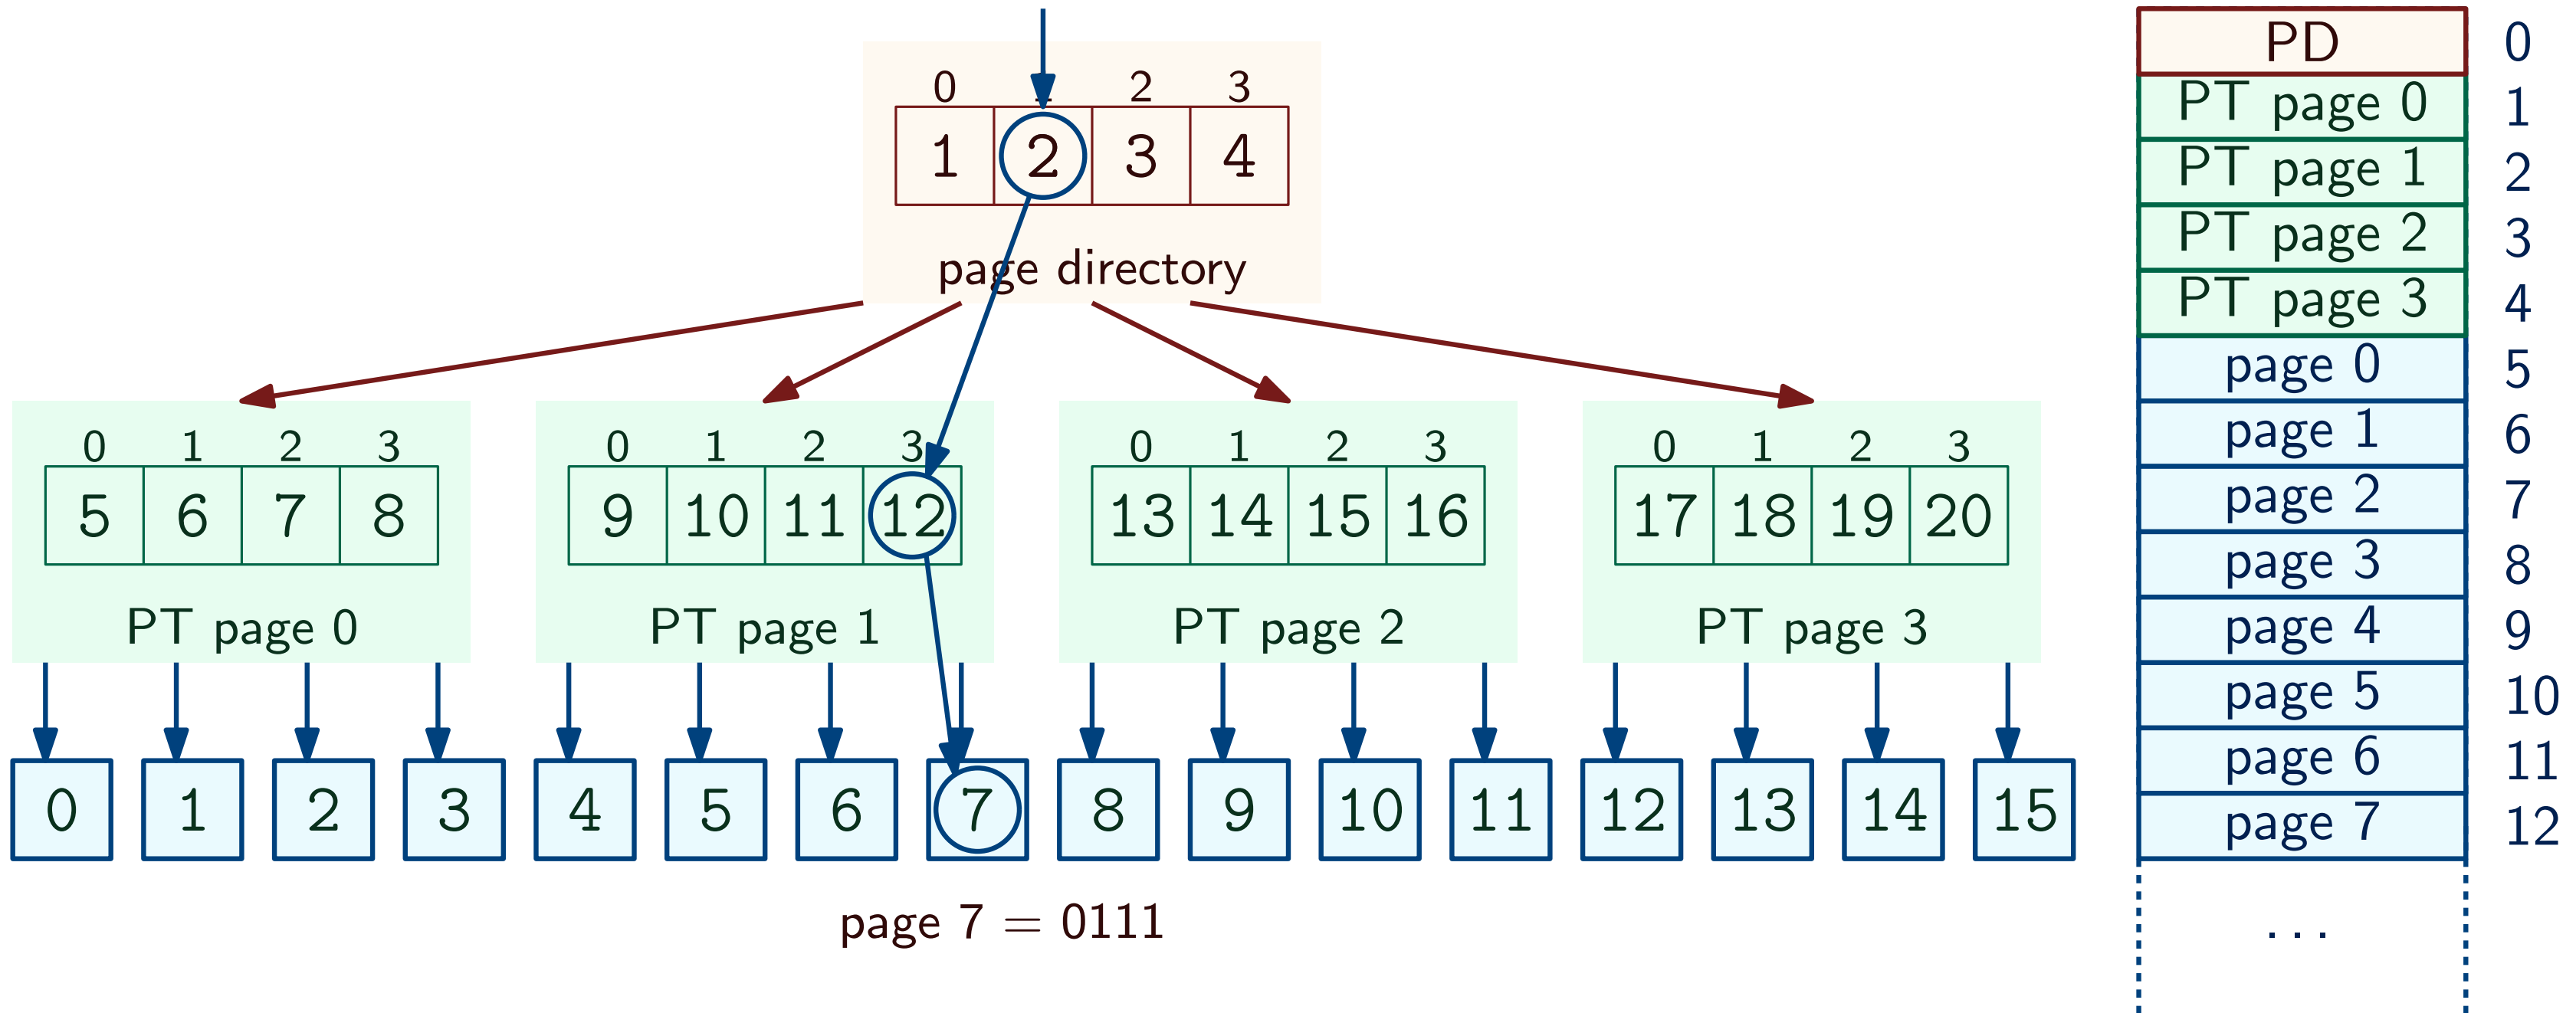 0 2 3
1 2 3 4
page directory
0 1 2 3
5 6 7 8
PT page 0
0 1 2 3
9 10 11 12
PT page 1
0 1 2 3
13 14 15 16
PT page 2
0 1 2 3
17 18 19 20
PT page 3
0 1 2 3 4 5 6 7 8 9 10 11 12 13 14 15
page 7 = 0111
PD 0
PT page 0 1
PT page 1 2
PT page 2 3
PT page 3 4
page 0 5
page 1 6
page 2 7
page 3 8
page 4 9
page 5 10
page 6 11
page 7 12
...